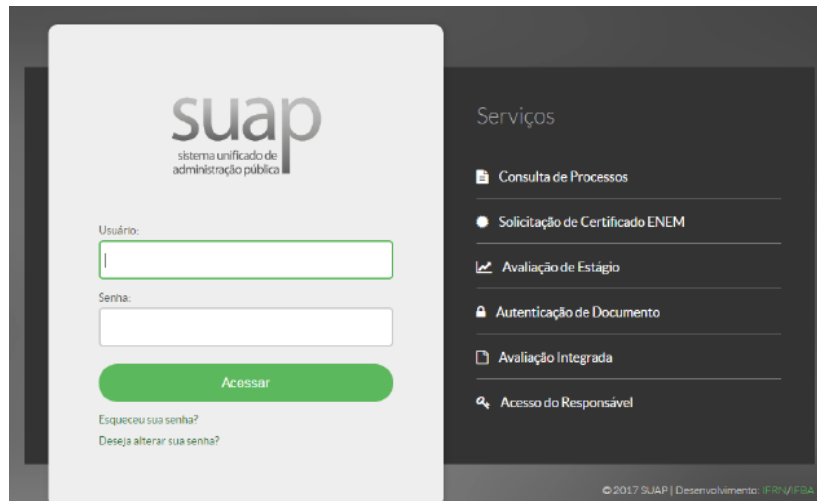 suap
sistema unificado de
administração pública
Usuário:
Senha:
Acessar
Esqueceu sua senha?
Deseja alterar sua senha?
Serviços
Consulta de Processos
Solicitação de Certificado ENEM
Avaliação de Estágio
Autenticação de Documento
Avaliação Integrada
Acesso do Responsável
© 2017 SUAP | Desenvolvimento: IFRN/IFBA